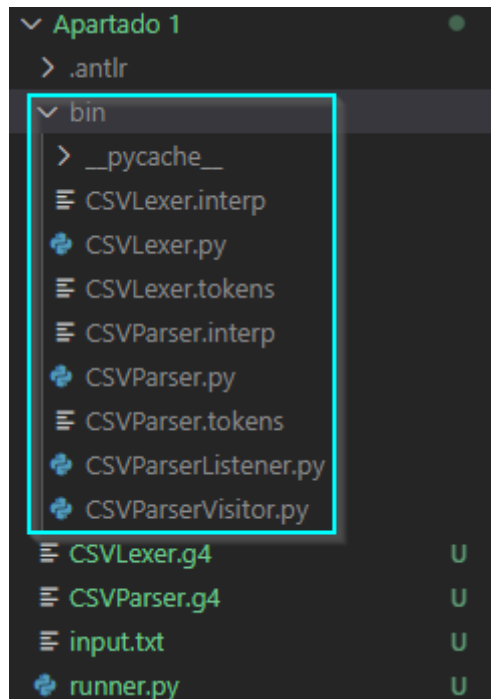 Apartado 1
.antlr
bin
__pycache__
CSVLexer.interp
CSVLexer.py
CSVLexer.tokens
CSVParser.interp
CSVParser.py
CSVParser.tokens
CSVParserListener.py
CSVParserVisitor.py
CSVLexer.g4 U
CSVParser.g4 U
input.txt U
runner.py U